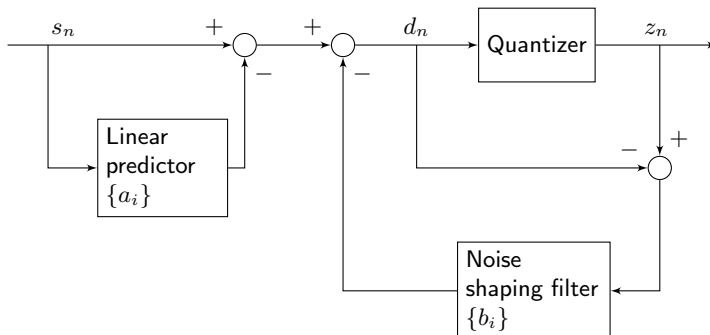 s_n
+
−
+
−
d_n
Quantizer
z_n
Linear
predictor
{a_i}
−
+
Noise
shaping filter
{b_i}